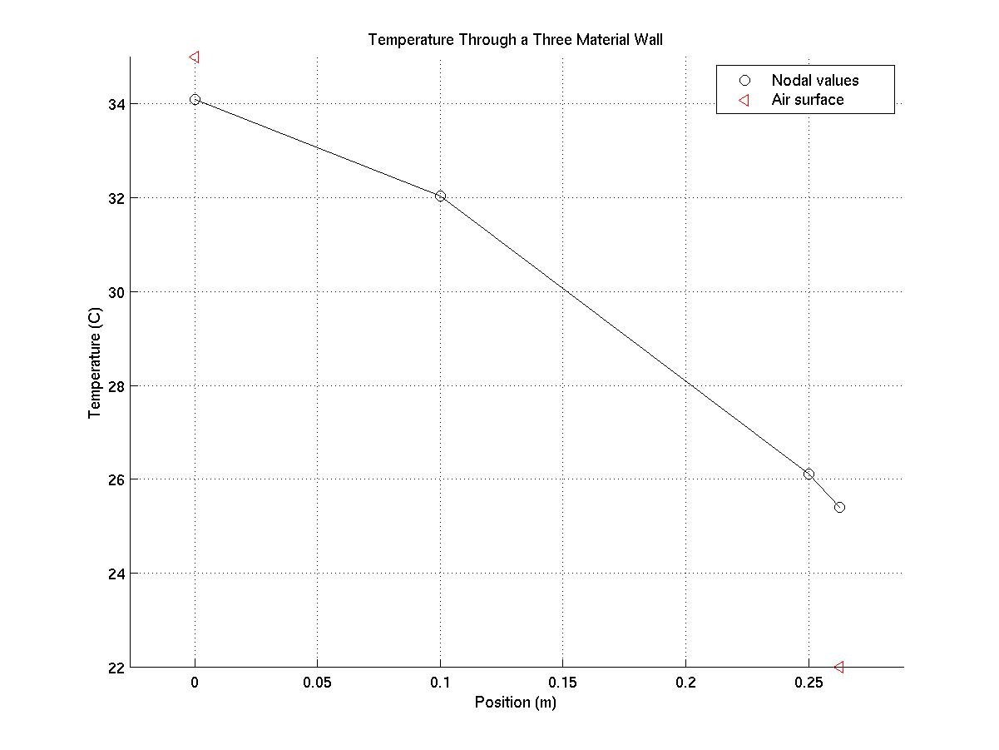 Temperature Through a Three Material Wall
Nodal values
Air surface
34
32
30
28
26
24
22
Temperature (C)
0
0.05
0.1
0.15
0.2
0.25
Position (m)